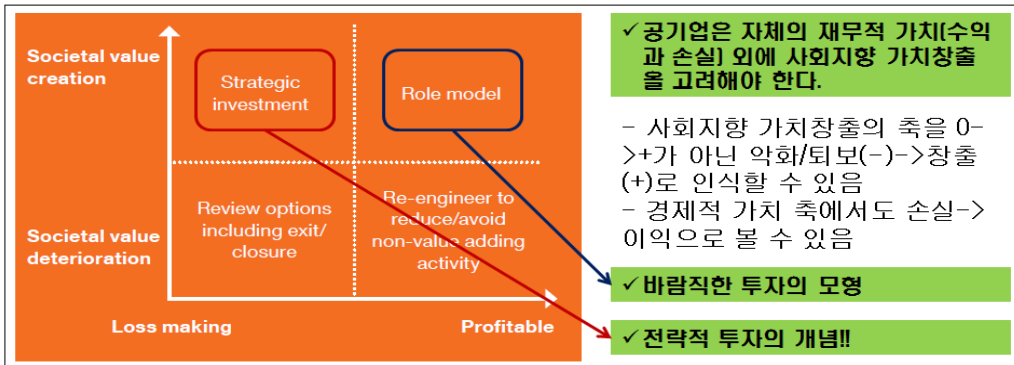 Societal value
creation
Strategic
investment
Role model
Societal value
deterioration
Review options
including exit/
closure
Re-engineer to
reduce/avoid
non-value adding
activity
Loss making
Profitable
✓공기업은 자체의 재무적 가치(수익
과 손실) 외에 사회지향 가치창출
을 고려해야 한다.
- 사회지향 가치창출의 축을 0-
>+가 아닌 악화/퇴보(-)->창출
(+)로 인식할 수 있음
- 경제적 가치 축에서도 손실->
이익으로 볼 수 있음
✓바람직한 투자의 모형
✓전략적 투자의 개념!!